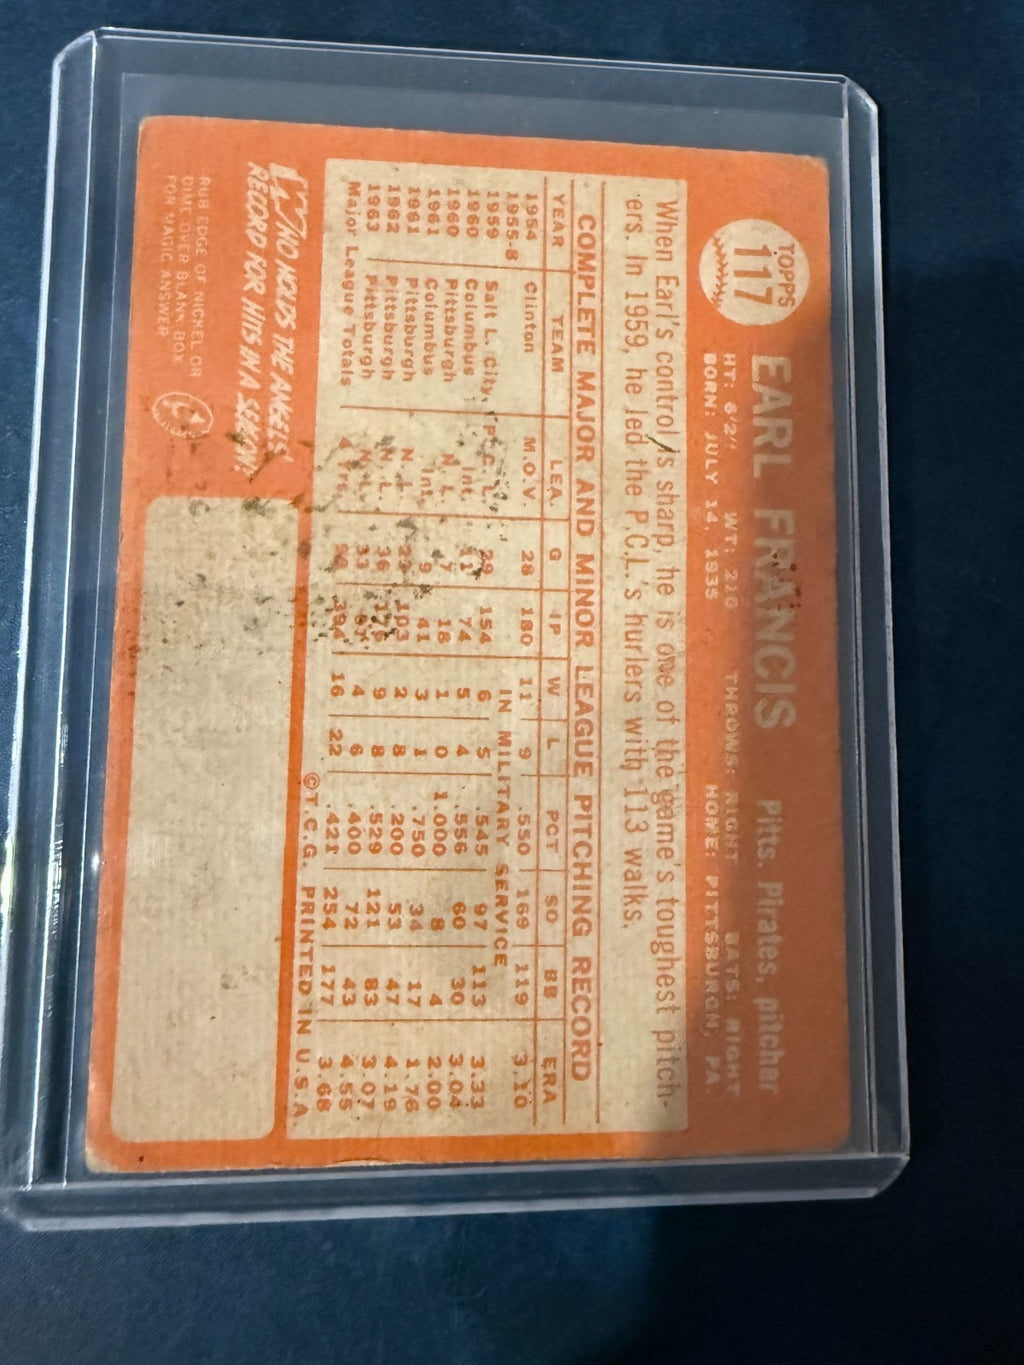 TOPPS
117
EARL FRANCIS Pitts. Pirates, pitcher
HT: 6'2" WT: 210 THROWS: RIGHT BATS: RIGHT
BORN: JULY 14, 1935 HOME: PITTSBURGH, PA
When Earl's control is sharp, he is one of the game's toughest pitch-
ers. In 1959, he led the P.C.L.'s hurlers with 113 walks.
COMPLETE MAJOR AND MINOR LEAGUE PITCHING RECORD
YEAR TEAM LEA. G IP W L PCT SO BB ERA
1954 Clinton M.O.V. 28 180 11 9 .550 169 119 3.10
1955-8 IN MILITARY SERVICE
1959 Salt L. City, P.C.L. 29 154 6 5 .545 97 113 3.33
1960 Columbus Int. 11 74 5 4 .556 60 30 3.04
1960 Pittsburgh N. L. 7 18 1 0 1.000 8 4 2.00
1961 Columbus Int. 9 41 3 1 .750 34 17 1.76
1961 Pittsburgh N. L. 103 2 8 .200 53 47 4.19
1962 Pittsburgh N. L. 36 176 9 8 .529 121 83 3.07
1963 Pittsburgh N. L. 33 4 6 .400 72 43 4.55
Major League Totals 4 Yrs. 394 16 22 .421 254 177 3.68
©T.C.G. PRINTED IN U.S.A.
WHO HOLDS THE ANGELS'
RECORD FOR HITS IN A SEASON?
RUB EDGE OF NICKEL OR
DIME OVER BLANK BOX
FOR MAGIC ANSWER